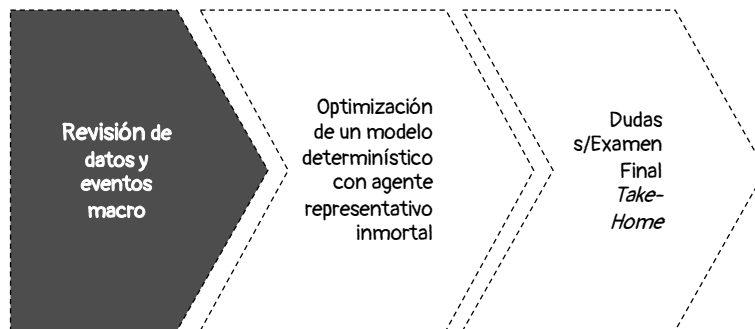 Revisión de
datos y
eventos
macro
Optimización
de un modelo
determinístico
con agente
representativo
inmortal
Dudas
s/Examen
Final
Take-
Home